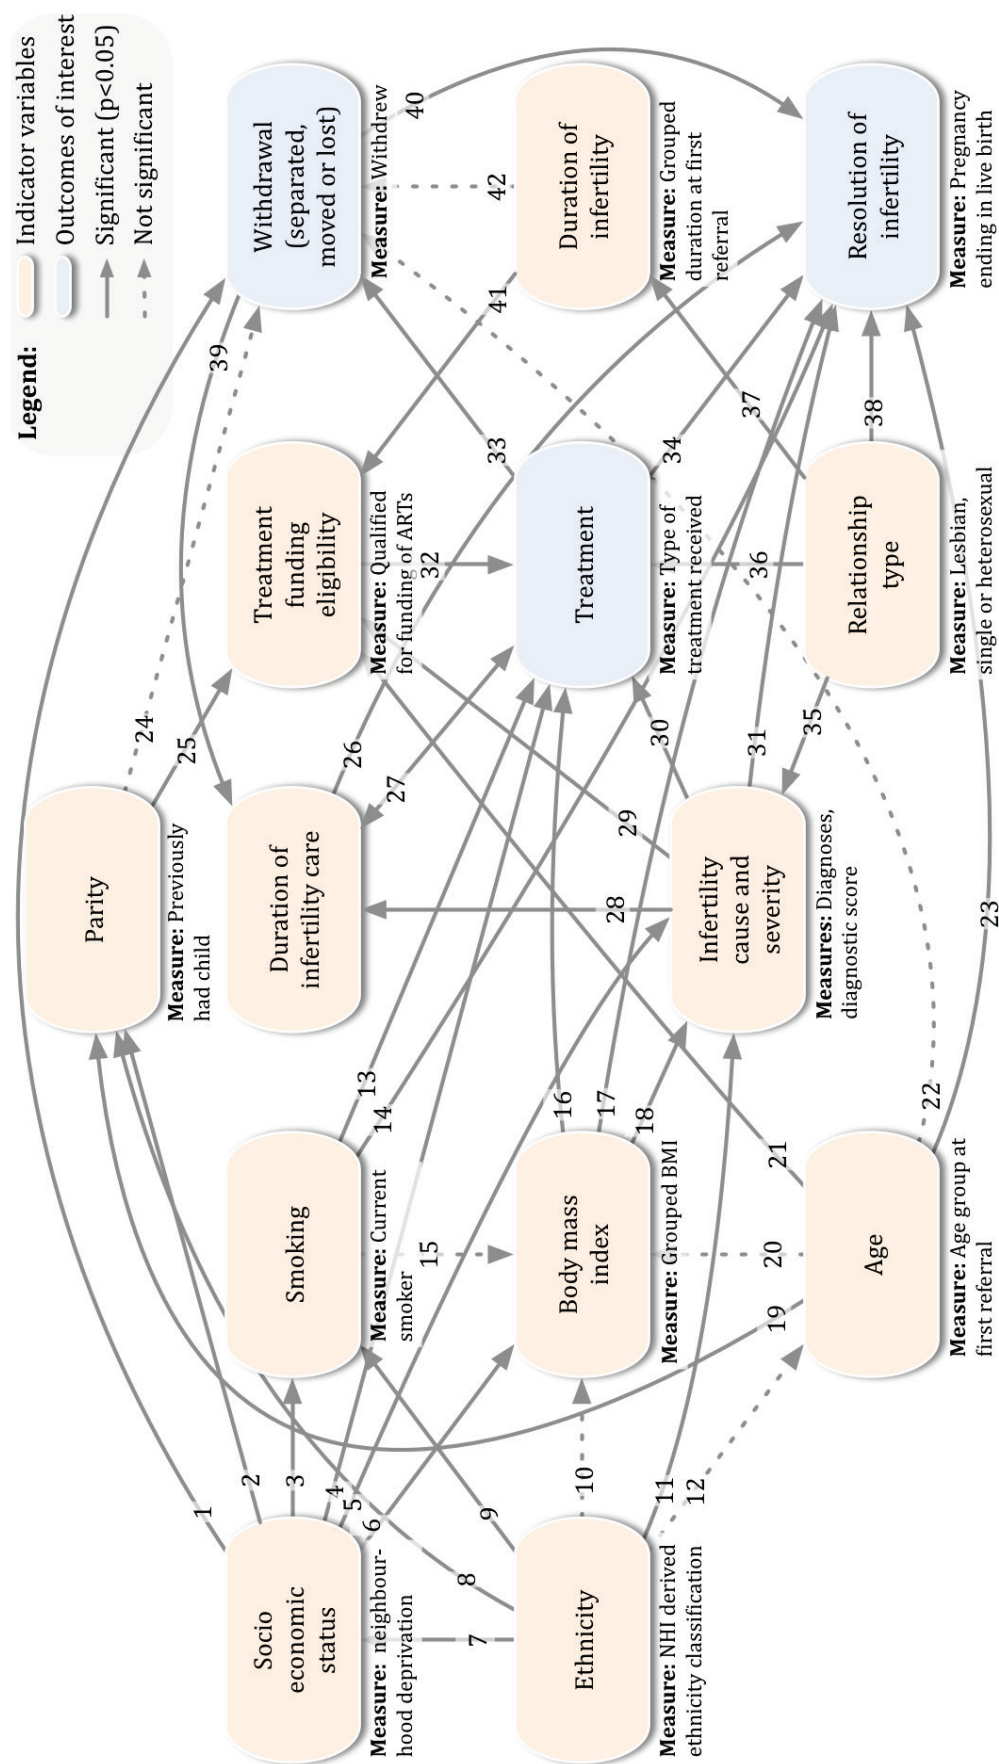 Legend:
Indicator variables
Outcomes of interest
Significant (p<0.05)
Not significant
Parity
Measure: Previously
had child
Socio
economic
status
Measure: neighbour-
hood deprivation
Smoking
Measure: Current
smoker
Duration of
infertility care
Treatment
funding
eligibility
Measure: Qualified
for funding of ARTs
Withdrawal
(separated,
moved or lost)
Measure: Withdrew
Ethnicity
Measure: NHI derived
ethnicity classification
Body mass
index
Measure: Grouped BMI
Infertility
cause and
severity
Measures: Diagnoses,
diagnostic score
Treatment
Measure: Type of
treatment received
Duration of
infertility
Measure: Grouped
duration at first
referral
Age
Measure: Age group at
first referral
Relationship
type
Measure: Lesbian,
single or heterosexual
Resolution of
infertility
Measure: Pregnancy
ending in live birth
1
2
3
4
5
6
7
8
9
10
11
12
13
14
15
16
17
18
19
20
21
22
23
24
25
26
27
28
29
30
31
32
33
34
35
36
37
38
39
40
41
42